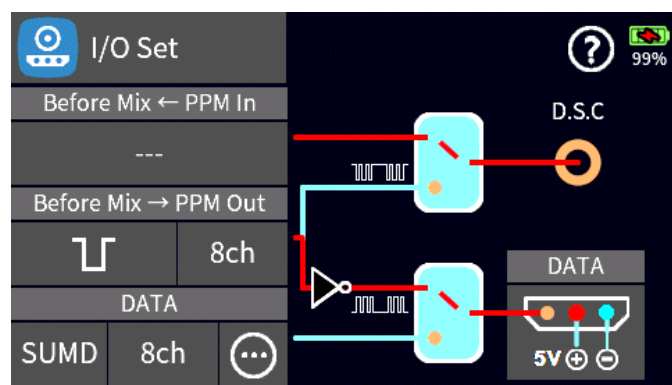 I/O Set
99%
Before Mix ← PPM In
D.S.C
---
Before Mix → PPM Out
8ch
DATA
DATA
SUMD
8ch
5V